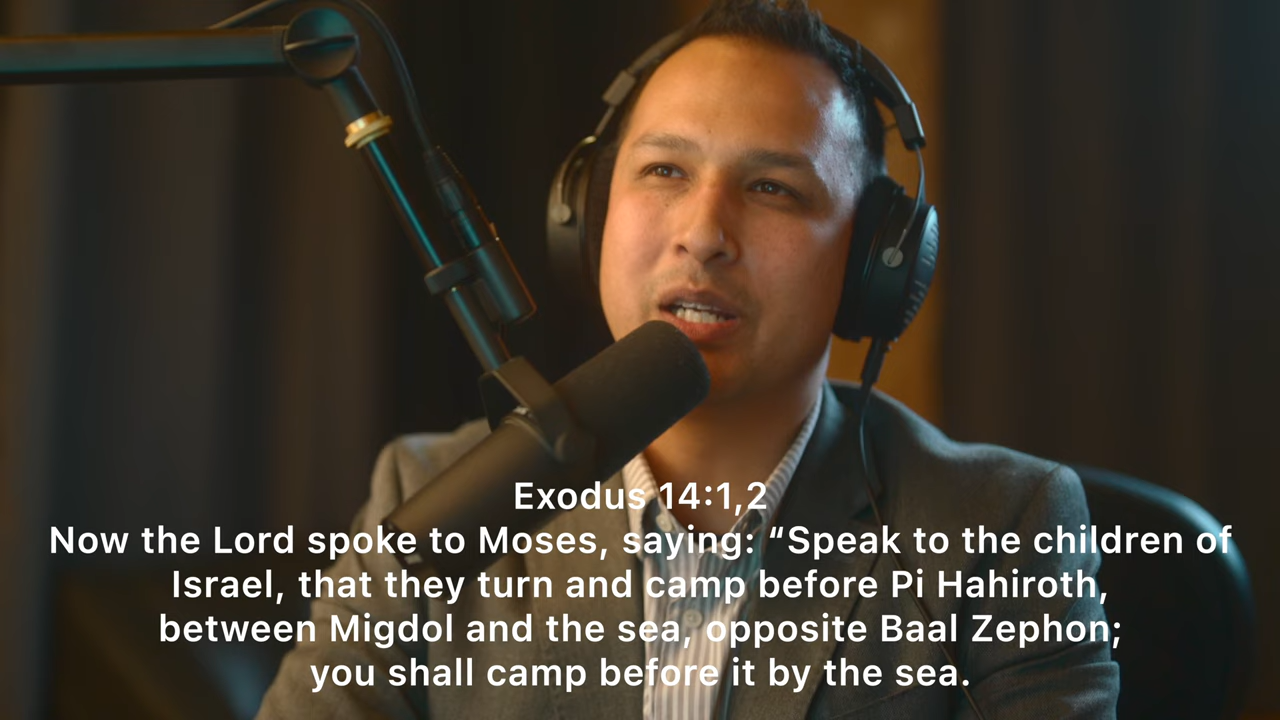 Exodus 14:1,2
Now the Lord spoke to Moses, saying: “Speak to the children of
Israel, that they turn and camp before Pi Hahiroth,
between Migdol and the sea, opposite Baal Zephon;
you shall camp before it by the sea.